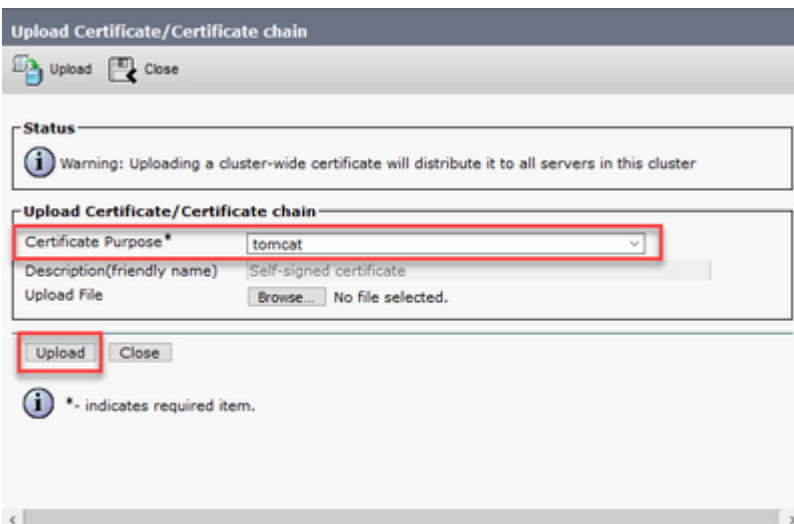 Upload Certificate/Certificate chain
Upload Close
Status
Warning: Uploading a cluster-wide certificate will distribute it to all servers in this cluster
Upload Certificate/Certificate chain
Certificate Purpose* tomcat
Description(friendly name) Self-signed certificate
Upload File Browse... No file selected.
Upload Close
*- indicates required item.